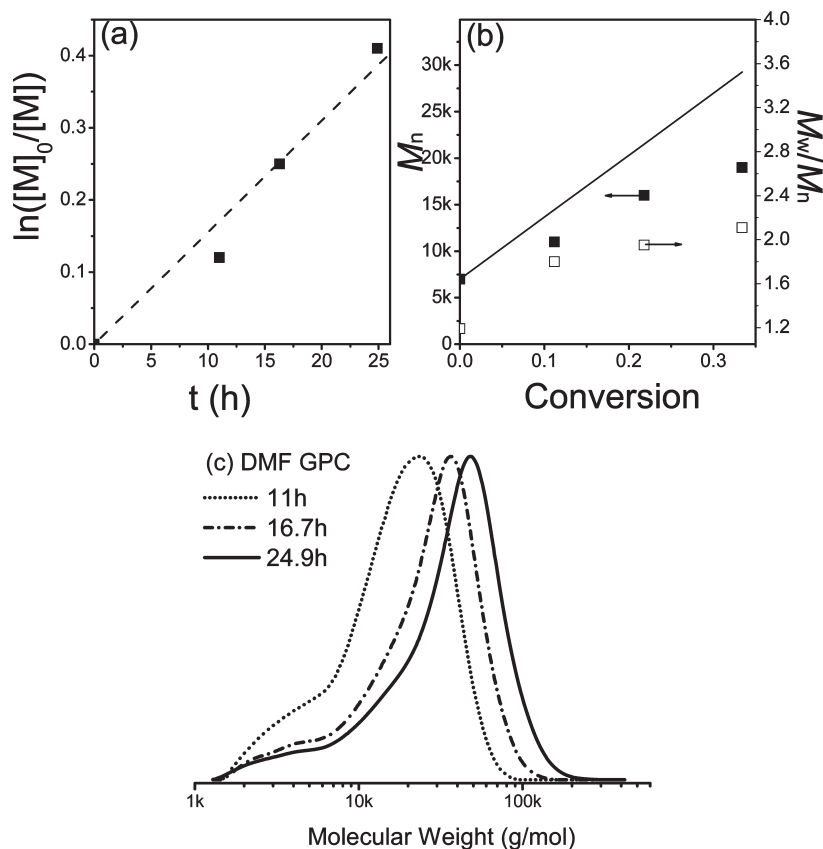 (a)
0.4
0.3
0.2
0.1
0.0
0 5 10 15 20 25
ln([M]0/[M])
t (h)
(b)
30k
25k
20k
15k
10k
5k
0
Mn
4.0
3.6
3.2
2.8
2.4
2.0
1.6
1.2
Mw/Mn
0.0 0.1 0.2 0.3
Conversion
(c) DMF GPC
11h
16.7h
24.9h
1k 10k 100k
Molecular Weight (g/mol)